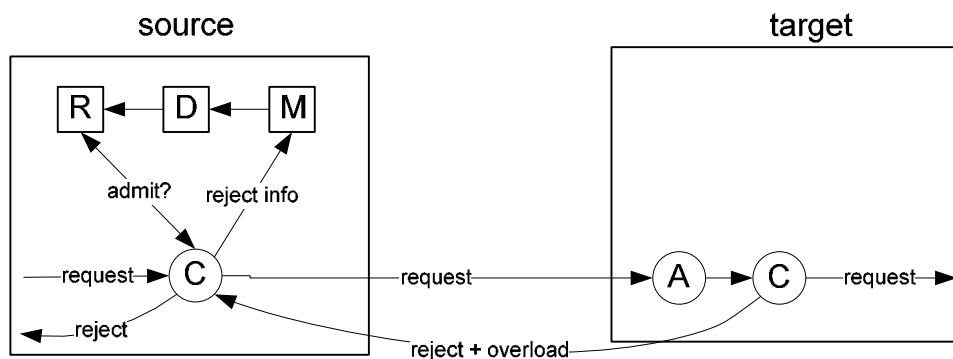 source
target
R
D
M
admit?
reject info
request
C
request
A
C
request
reject
reject + overload